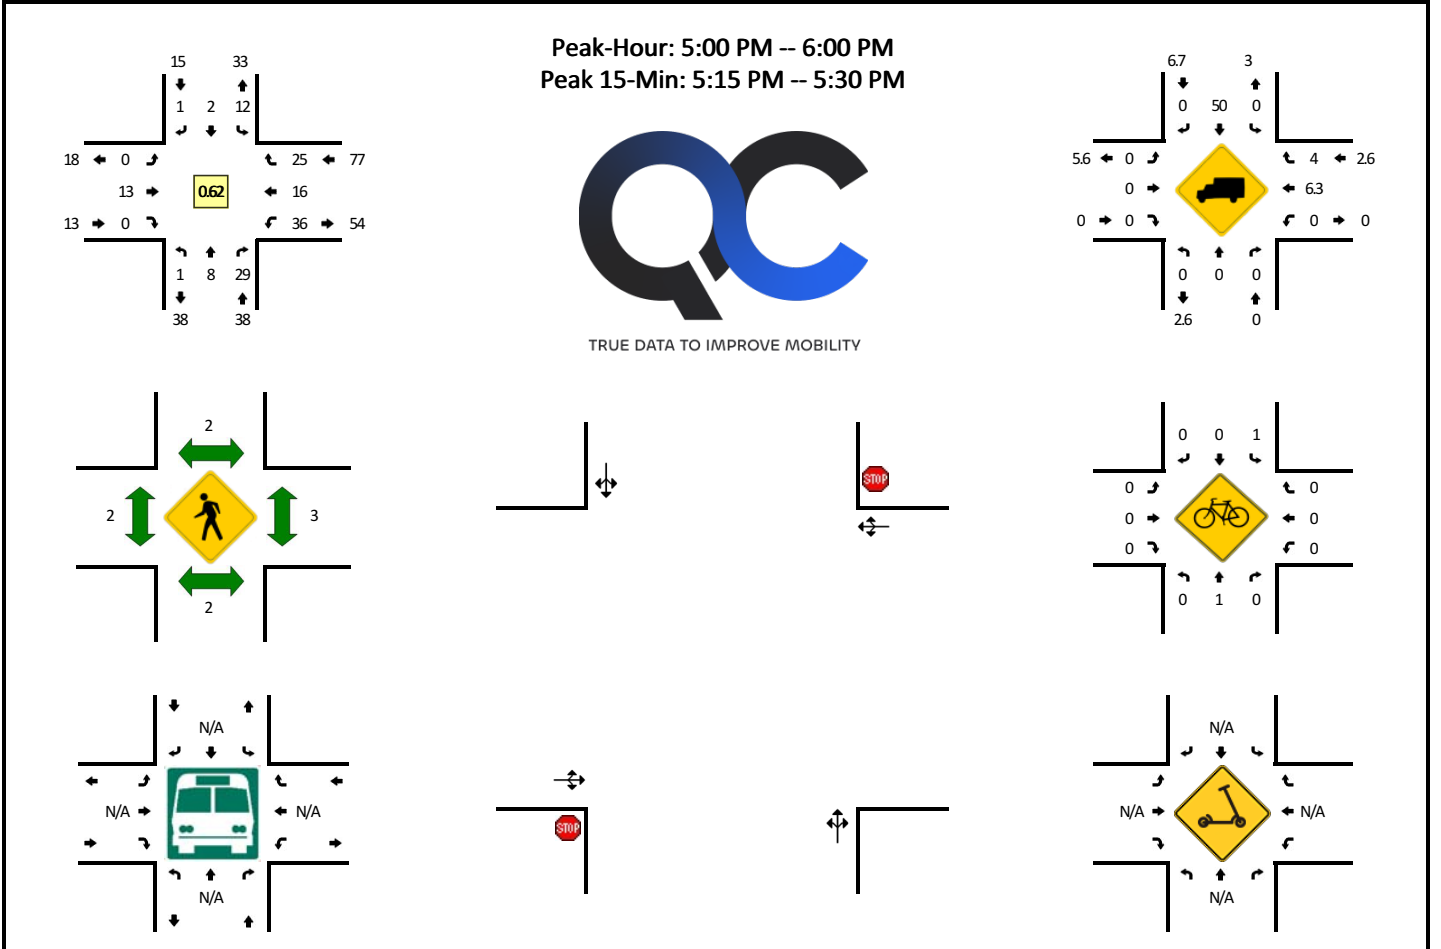 Peak-Hour: 5:00 PM -- 6:00 PM
Peak 15-Min: 5:15 PM -- 5:30 PM
15 33
1 2 12
18 0 25 77
13 0.62 16
13 0 36 54
1 8 29
38 38
TRUE DATA TO IMPROVE MOBILITY
6.7 3
0 50 0
5.6 0 4 2.6
0 6.3
0 0 0 0
0 0 0
2.6 0
2
2 3
2
STOP
STOP
0 0 1
0 0
0 0
0 0
0 1 0
N/A
N/A N/A
N/A
N/A
N/A N/A
N/A